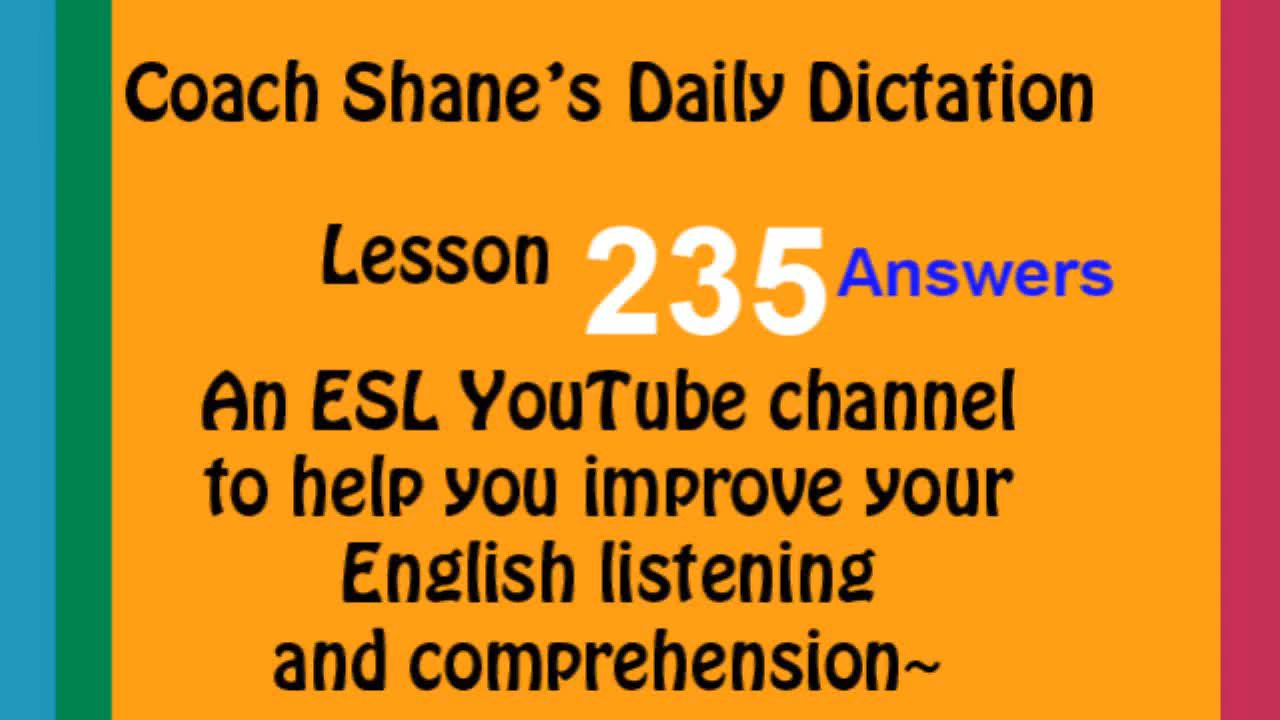 Coach Shane's Daily Dictation
Lesson 235 Answers
An ESL YouTube channel
to help you improve your
English listening
and comprehension~